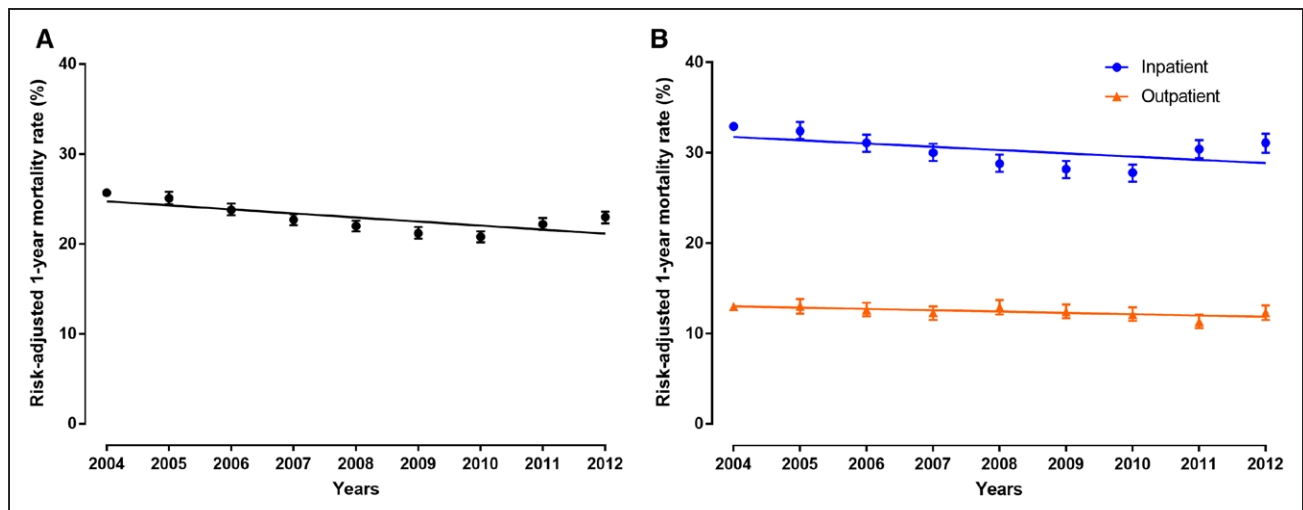 A
Risk-adjusted 1-year mortality rate (%)
40
30
20
10
0
2004 2005 2006 2007 2008 2009 2010 2011 2012
Years
B
Risk-adjusted 1-year mortality rate (%)
40
30
20
10
0
Inpatient
Outpatient
2004 2005 2006 2007 2008 2009 2010 2011 2012
Years